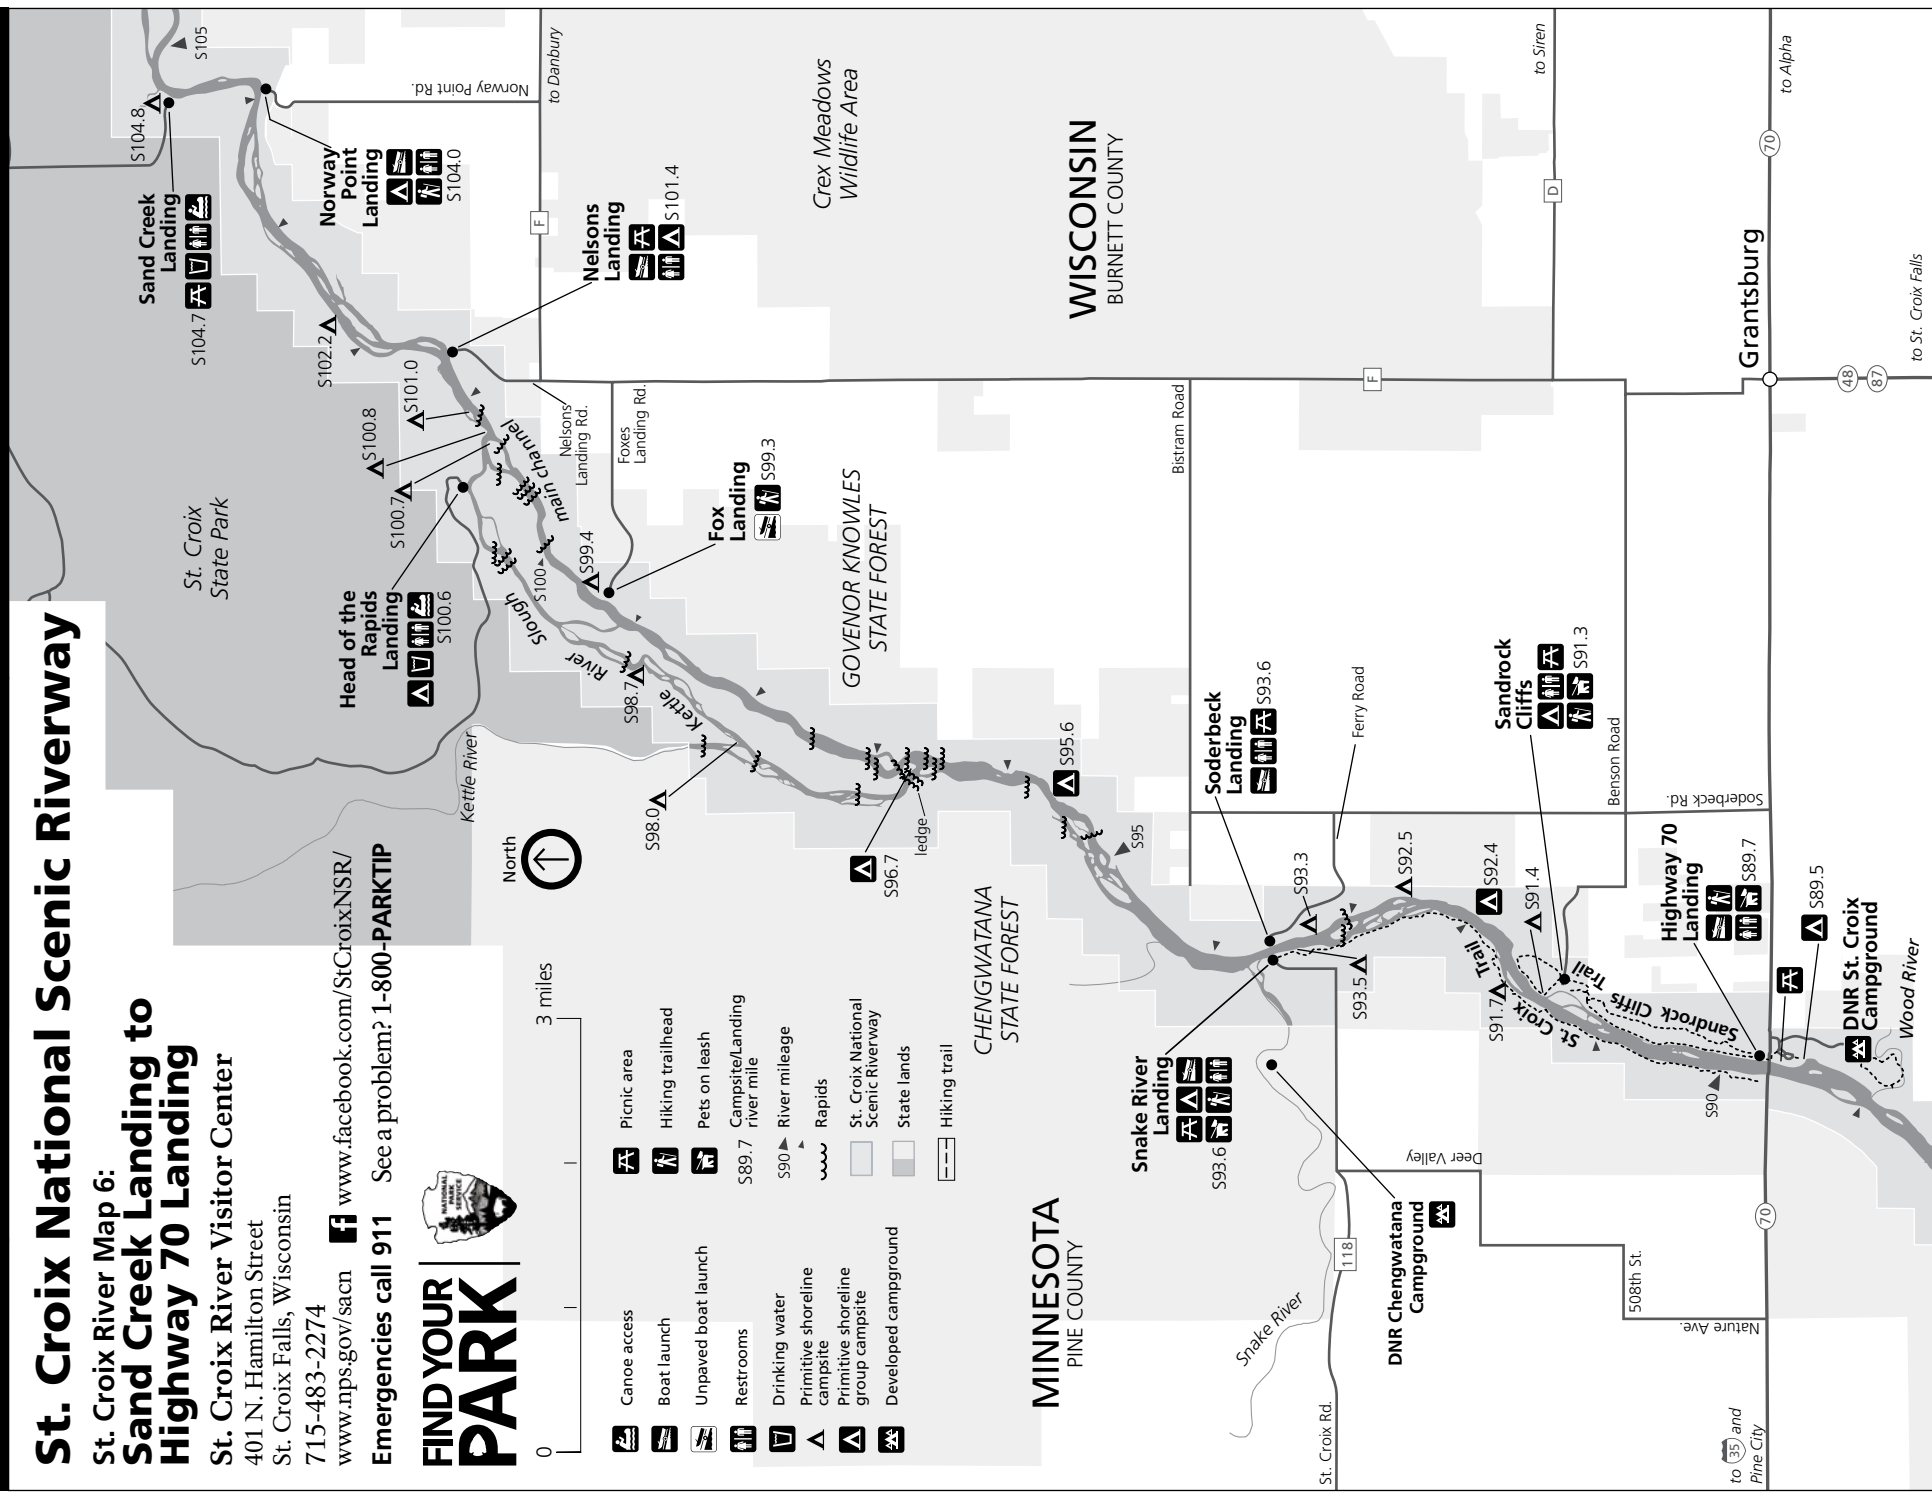 St. Croix National Scenic Riverway
St. Croix River Map 6:
Sand Creek Landing to
Highway 70 Landing
St. Croix River Visitor Center
401 N. Hamilton Street
St. Croix Falls, Wisconsin
715-483-2274
www.nps.gov/sacn
f www.facebook.com/StCroixNSR/
Emergencies call 911
See a problem? 1-800-PARKTIP
FIND YOUR
PARK
NATIONAL
PARK
SERVICE
North
0
3 miles
Canoe access
Boat launch
Unpaved boat launch
Restrooms
Drinking water
Primitive shoreline
campsite
Primitive shoreline
group campsite
Developed campground
Picnic area
Hiking trailhead
Pets on leash
S89.7
Campsite/Landing
river mile
S90
River mileage
Rapids
St. Croix National
Scenic Riverway
State lands
Hiking trail
St. Croix
State Park
S105
S104.8
Sand Creek
Landing
S104.7
Norway
Point
Landing
S104.0
Norway Point Rd.
to Danbury
F
S102.2
Nelsons
Landing
S101.4
S101.0
S100.8
S100.7
Head of the
Rapids
Landing
S100.6
main channel
Nelsons
Landing Rd.
Foxes
Landing Rd.
S100
S99.4
Fox
Landing
S99.3
Kettle
River
Slough
S98.7
S98.0
Kettle River
S96.7
ledge
S95.6
S95
Crex Meadows
Wildlife Area
WISCONSIN
BURNETT COUNTY
GOVENOR KNOWLES
STATE FOREST
CHENGWATANA
STATE FOREST
MINNESOTA
PINE COUNTY
Bistram Road
F
D
to Siren
to Alpha
70
Grantsburg
48
87
to St. Croix Falls
Soderbeck
Landing
S93.6
Ferry Road
Benson Road
Soderbeck Rd.
Snake River
Landing
S93.6
S93.5
S93.3
S92.5
S92.4
Sandrock
Cliffs
S91.3
S91.4
S91.7
St. Croix
Trail
Sandrock Cliffs Trail
Highway 70
Landing
S89.7
S90
S89.5
DNR St. Croix
Campground
Wood River
DNR Chengwatana
Campground
Snake River
118
St. Croix Rd.
Deer Valley
508th St.
Nature Ave.
70
to 35 and
Pine City